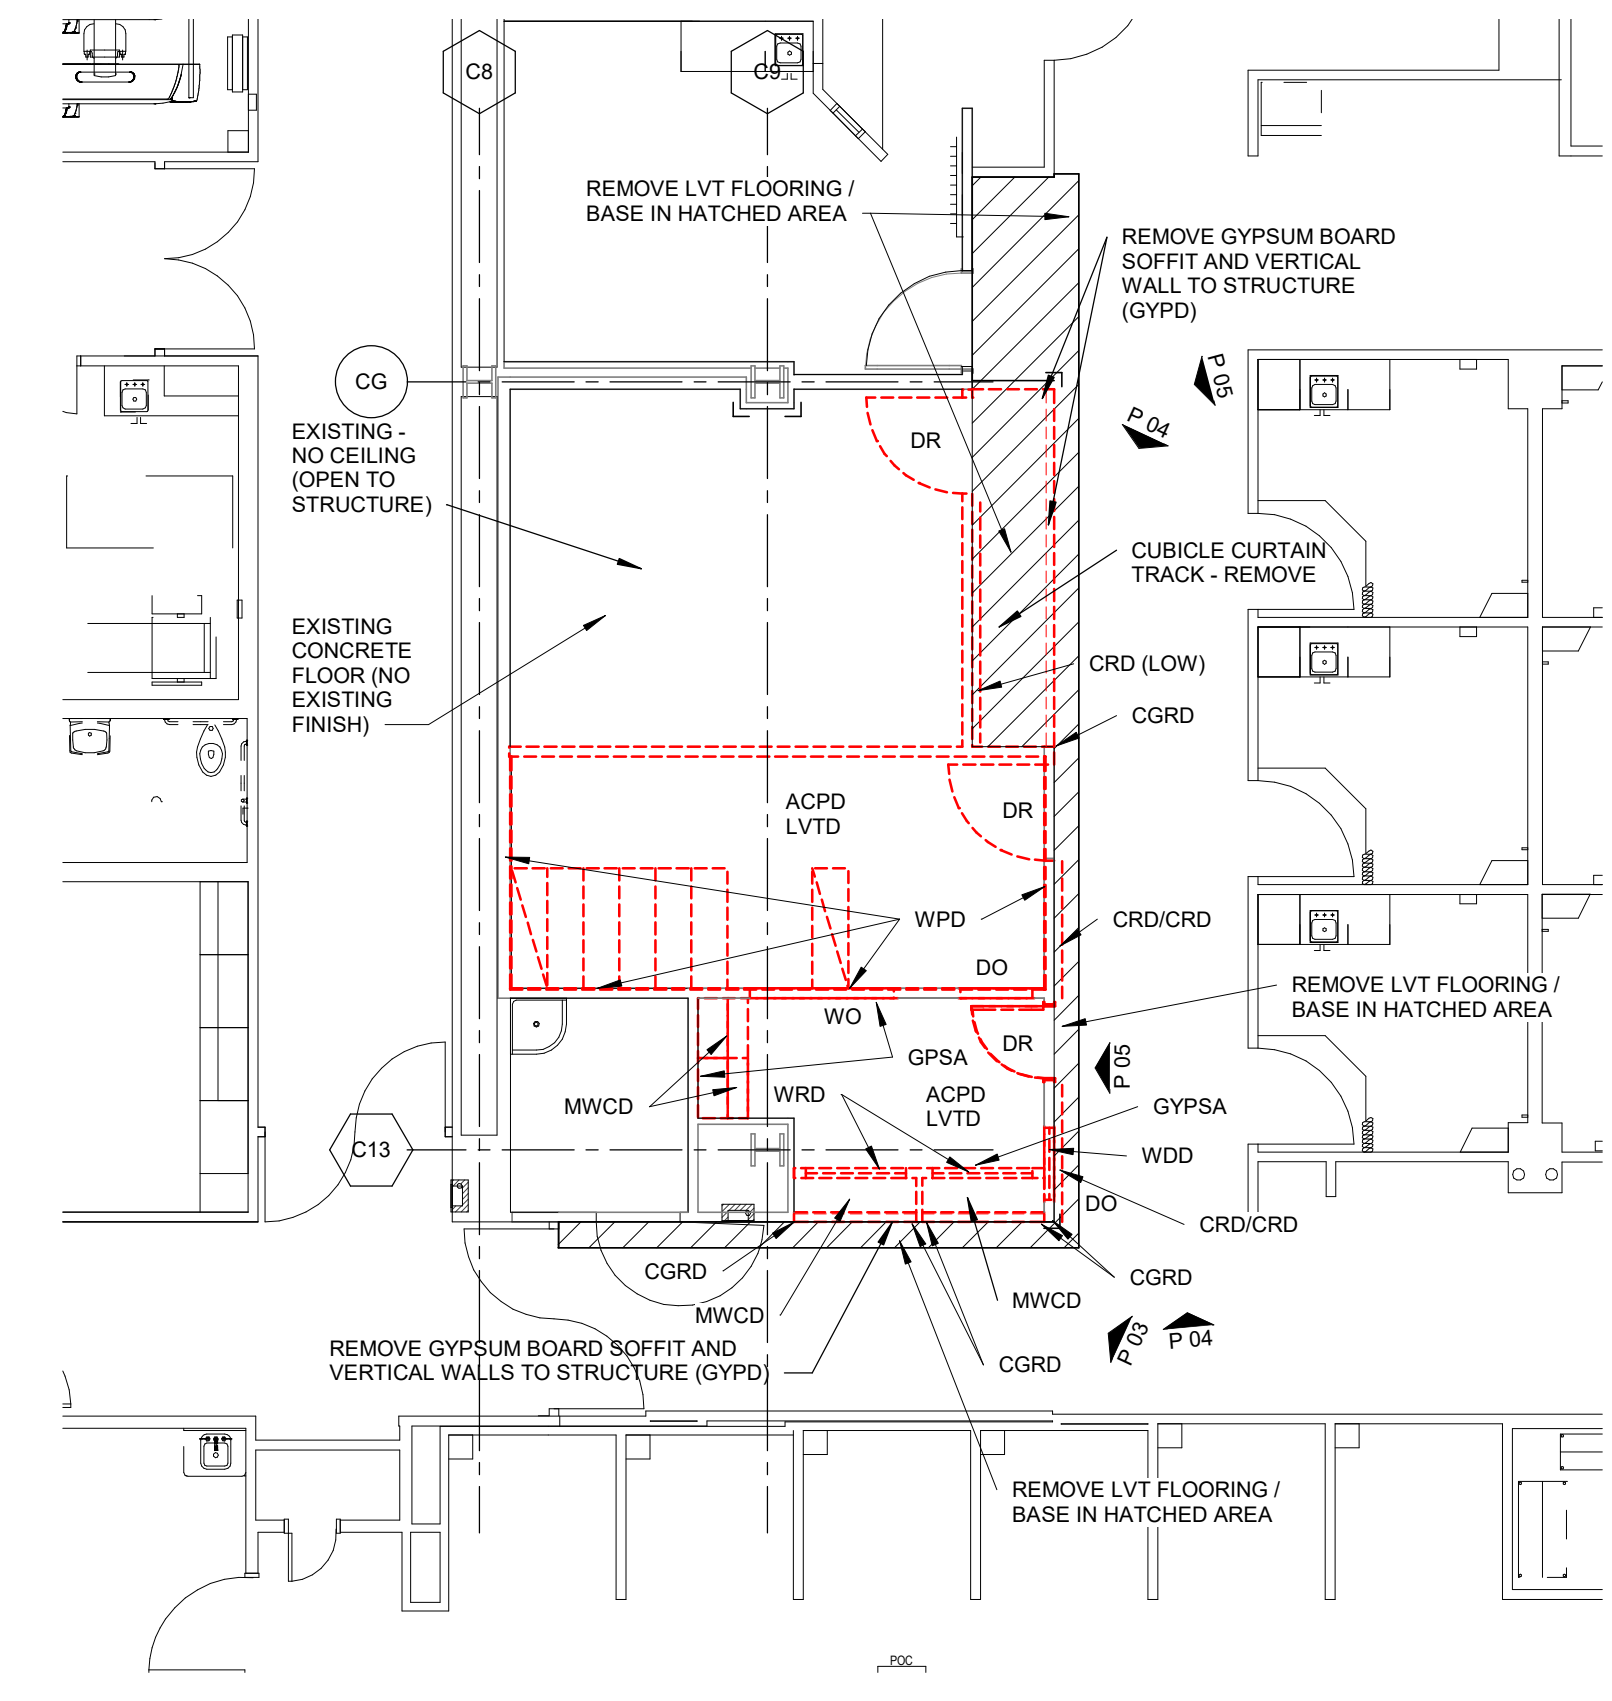 C8
C9
REMOVE LVT FLOORING /
BASE IN HATCHED AREA
REMOVE GYPSUM BOARD
SOFFIT AND VERTICAL
WALL TO STRUCTURE
(GYPD)
CG
P 05
P 04
EXISTING -
NO CEILING
(OPEN TO
STRUCTURE)
DR
CUBICLE CURTAIN
TRACK - REMOVE
EXISTING
CONCRETE
FLOOR (NO
EXISTING
FINISH)
CRD (LOW)
CGRD
ACPD
LVTD
DR
WPD
CRD/CRD
DO
REMOVE LVT FLOORING /
BASE IN HATCHED AREA
WO
DR
GPSA
P 05
MWCD
WRD
ACPD
LVTD
GYPSA
C13
WDD
DO
CRD/CRD
CGRD
CGRD
MWCD
MWCD
P 03
P 04
REMOVE GYPSUM BOARD SOFFIT AND
VERTICAL WALLS TO STRUCTURE (GYPD)
CGRD
REMOVE LVT FLOORING /
BASE IN HATCHED AREA
POC